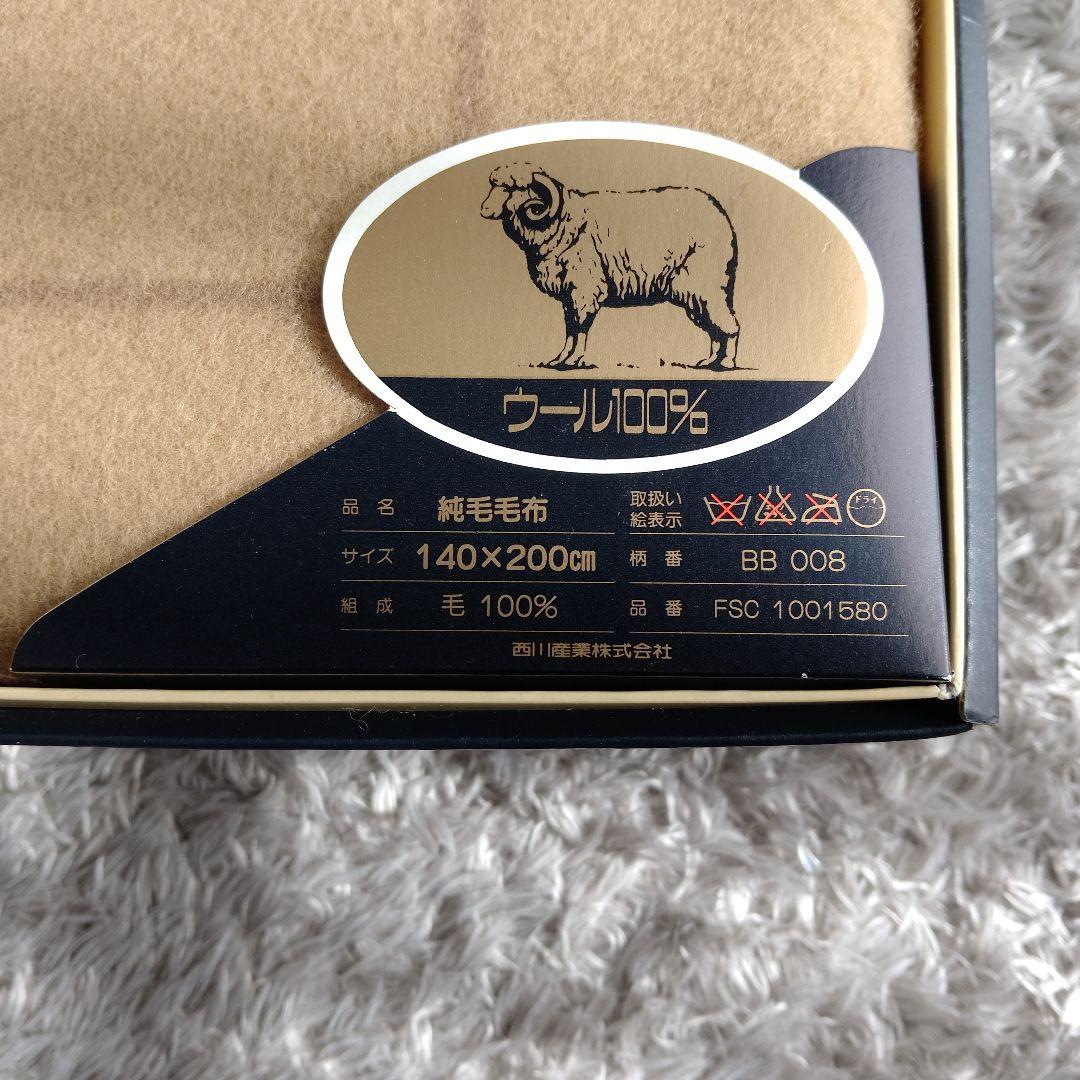 ウール100%
品名 純毛毛布
サイズ 140×200cm
組成 毛 100%
取扱い
絵表示 ドライ
柄番 BB 008
品番 FSC 1001580
西川産業株式会社